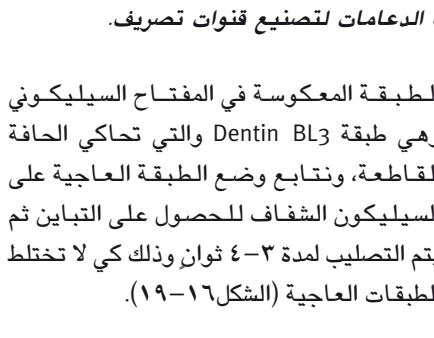 الدعامات لتصنيع قنوات تصريف.
الطبقة المعكوسة في المفتاح السيليكوني
وهي طبقة Dentin BL3 والتي تحاكي الحافة
القاطعة، ونتابع وضع الطبقة العاجية على
السيليكون الشفاف للحصول على التباين ثم
يتم التصليب لمدة ٣–٤ ثوانٍ وذلك كي لا تختلط
الطبقات العاجية (الشكل١٦–١٩).